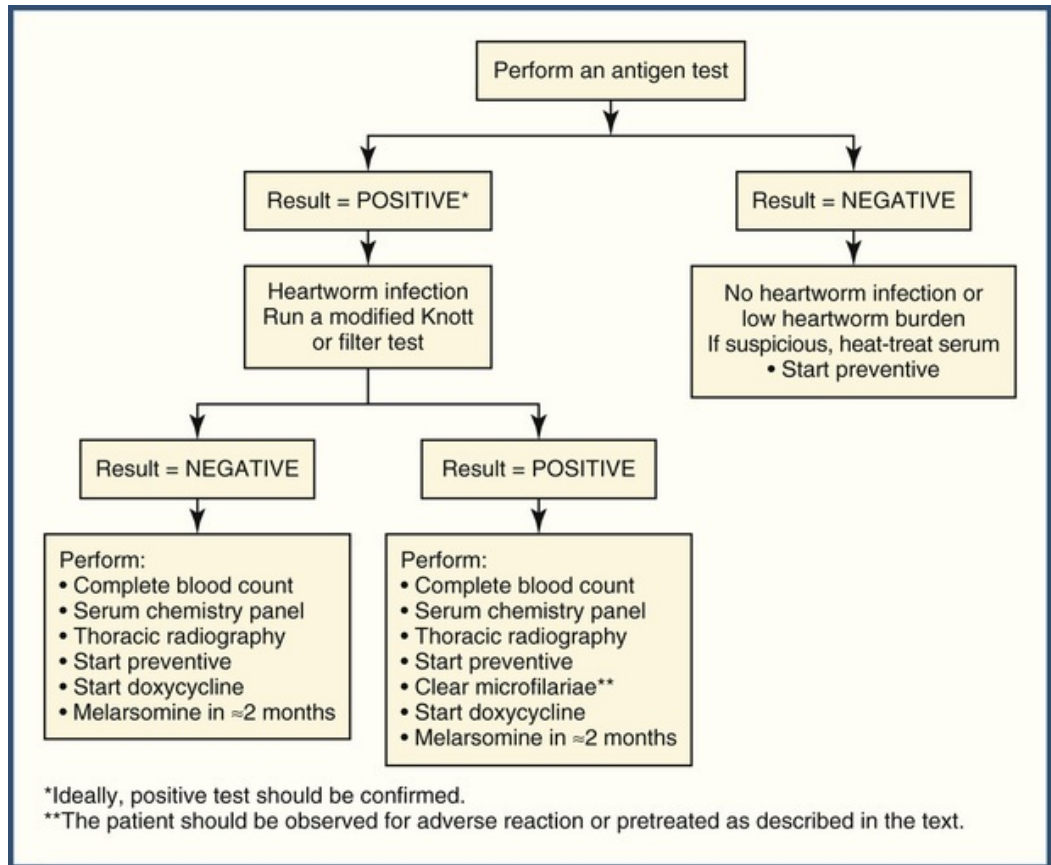 Perform an antigen test
Result = POSITIVE*
Result = NEGATIVE
Heartworm infection
Run a modified Knott
or filter test
No heartworm infection or
low heartworm burden
If suspicious, heat-treat serum
• Start preventive
Result = NEGATIVE
Result = POSITIVE
Perform:
• Complete blood count
• Serum chemistry panel
• Thoracic radiography
• Start preventive
• Start doxycycline
• Melarsomine in ≈2 months
Perform:
• Complete blood count
• Serum chemistry panel
• Thoracic radiography
• Start preventive
• Clear microfilariae**
• Start doxycycline
• Melarsomine in ≈2 months
*Ideally, positive test should be confirmed.
**The patient should be observed for adverse reaction or pretreated as described in the text.